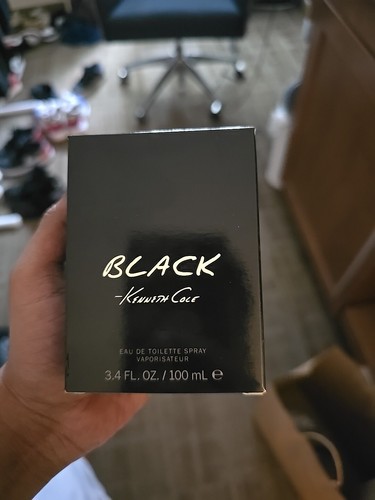 BLACK
-Kenneth Cole
EAU DE TOILETTE SPRAY
VAPORISATEUR
3.4 FL. OZ. / 100 mL ℮